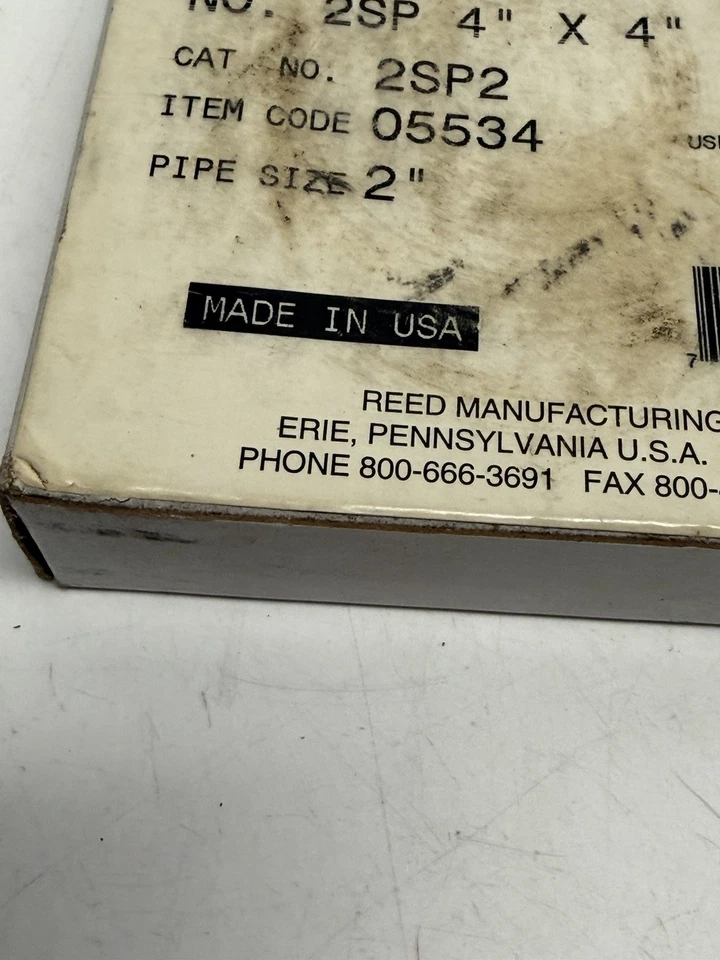 NO. 2SP 4" X 4"
CAT NO. 2SP2
ITEM CODE 05534
PIPE SIZE 2"
MADE IN USA
7
REED MANUFACTURING
ERIE, PENNSYLVANIA U.S.A.
PHONE 800-666-3691 FAX 800-